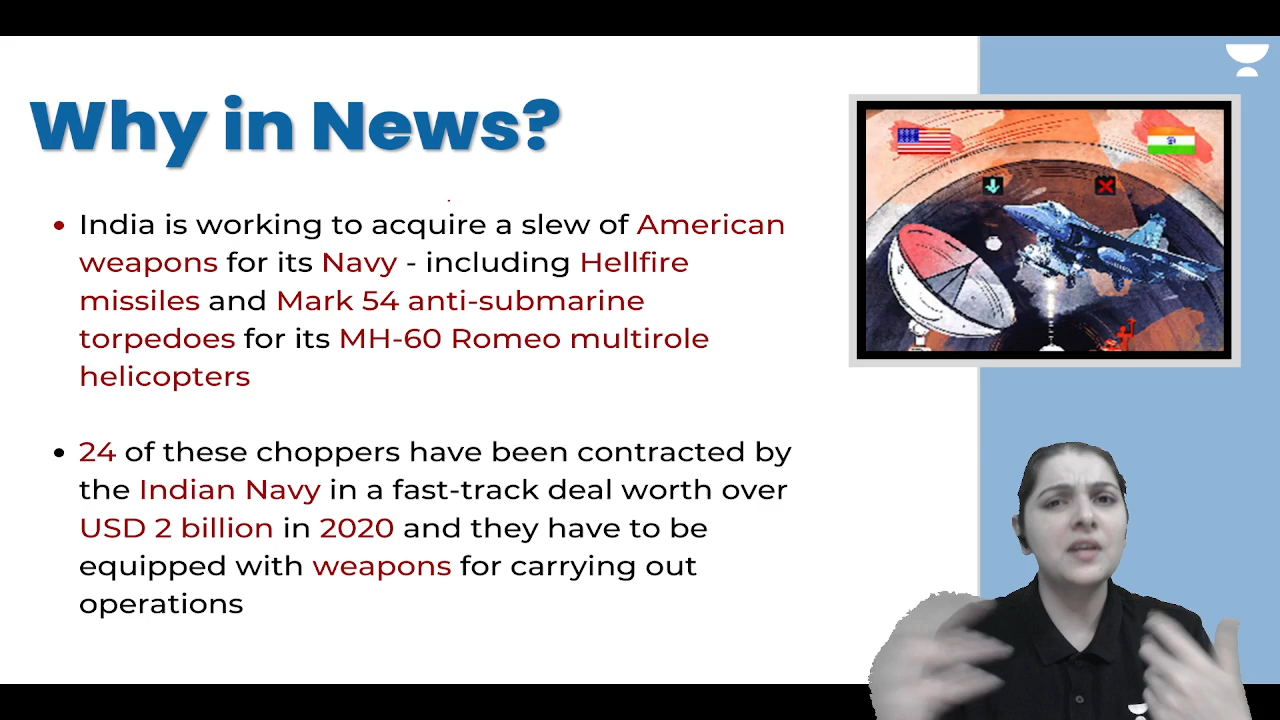 Why in News?
• India is working to acquire a slew of American
weapons for its Navy - including Hellfire
missiles and Mark 54 anti-submarine
torpedoes for its MH-60 Romeo multirole
helicopters
• 24 of these choppers have been contracted by
the Indian Navy in a fast-track deal worth over
USD 2 billion in 2020 and they have to be
equipped with weapons for carrying out
operations